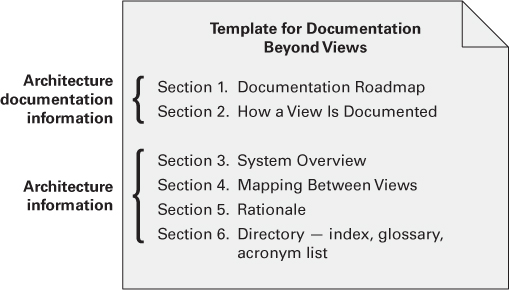 Template for Documentation
Beyond Views
Architecture
documentation
information
Section 1. Documentation Roadmap
Section 2. How a View Is Documented
Architecture
information
Section 3. System Overview
Section 4. Mapping Between Views
Section 5. Rationale
Section 6. Directory — index, glossary,
acronym list